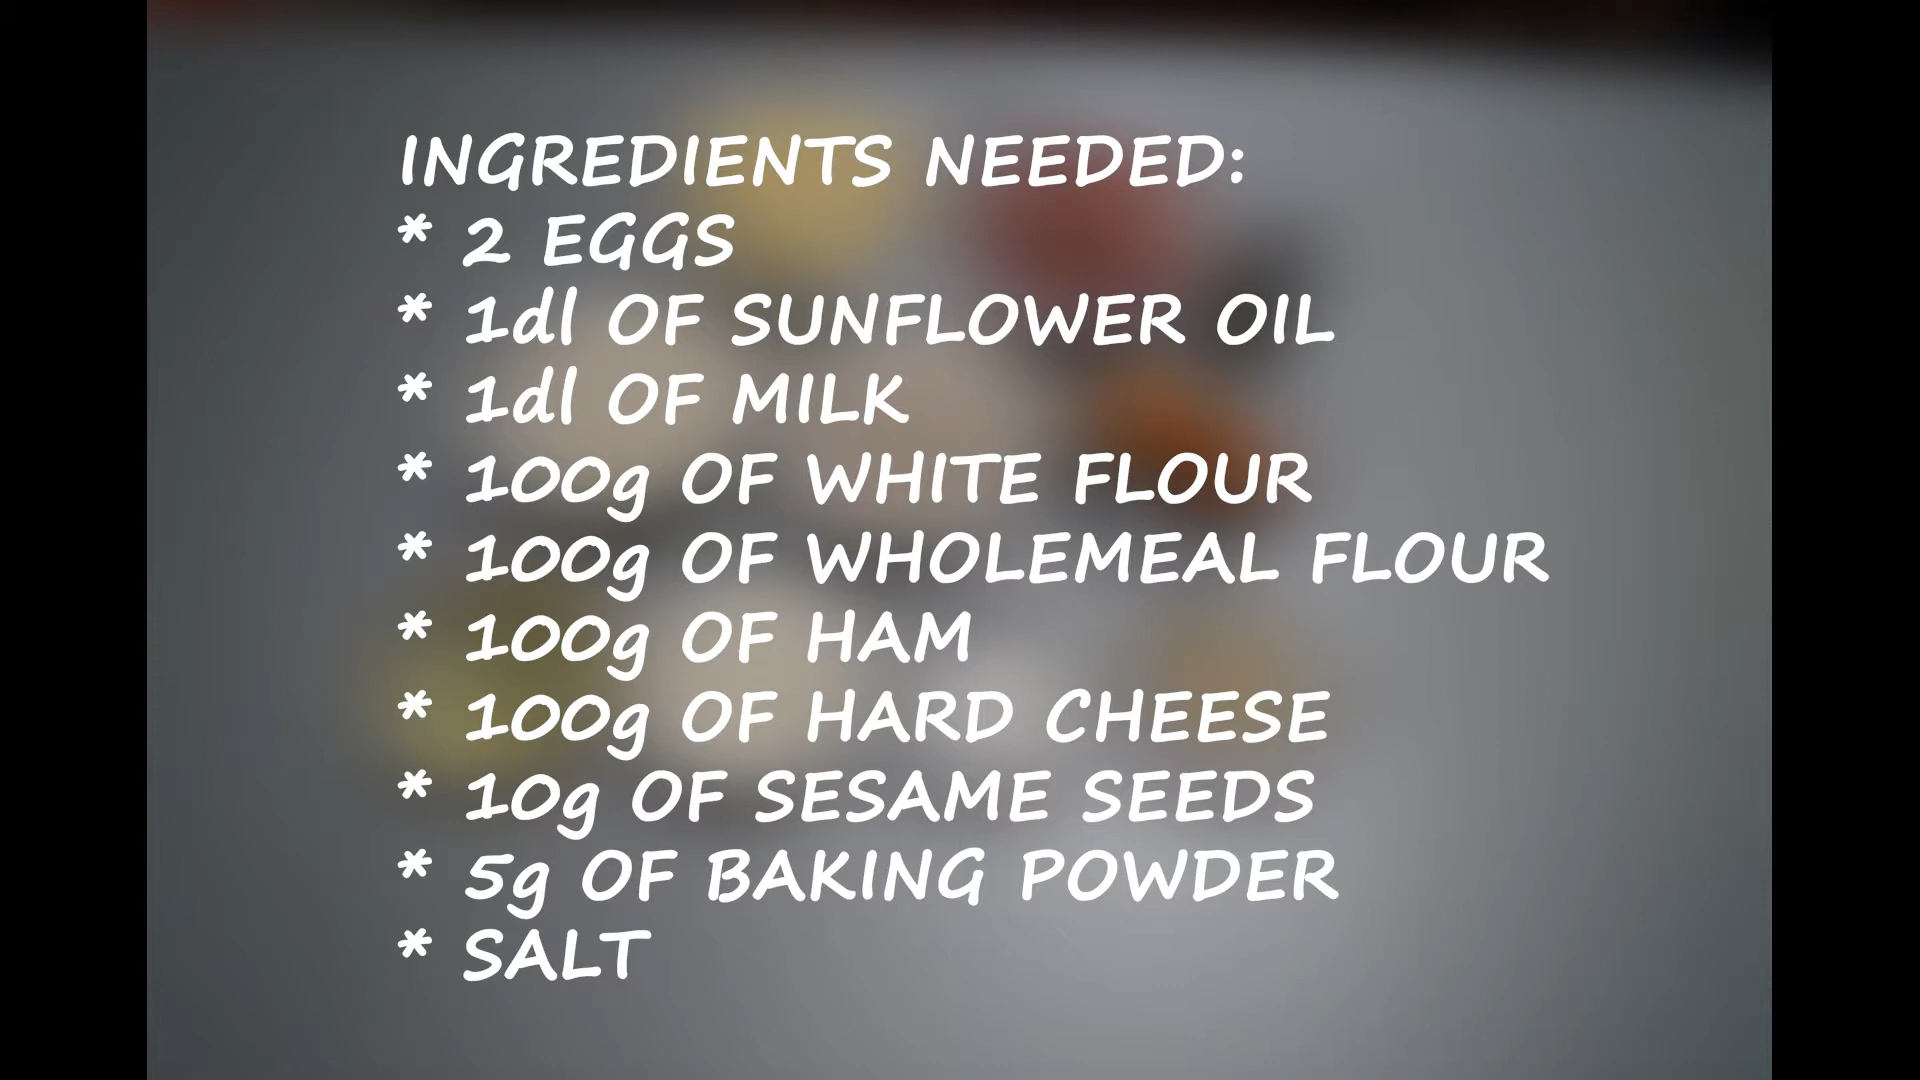 INGREDIENTS NEEDED:
* 2 EGGS
* 1dl OF SUNFLOWER OIL
* 1dl OF MILK
* 100g OF WHITE FLOUR
* 100g OF WHOLEMEAL FLOUR
* 100g OF HAM
* 100g OF HARD CHEESE
* 10g OF SESAME SEEDS
* 5g OF BAKING POWDER
* SALT